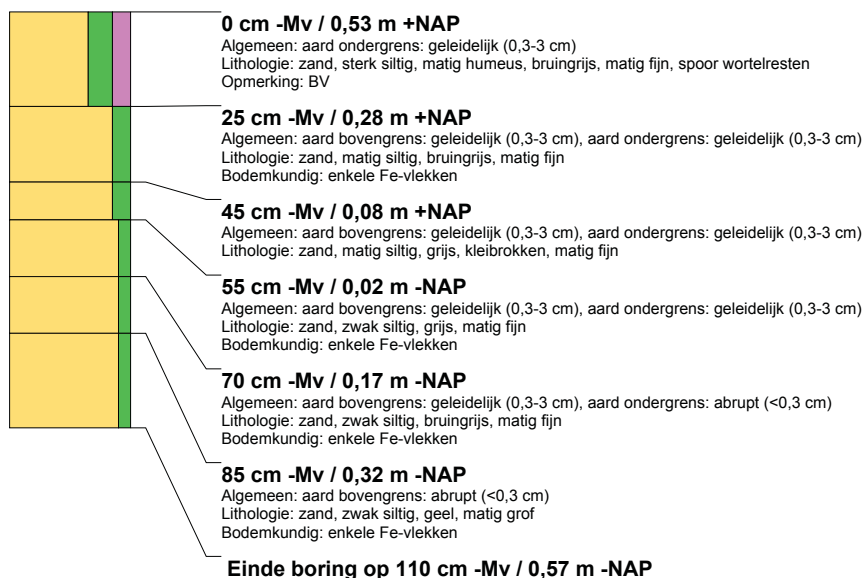 0 cm -Mv / 0,53 m +NAP
Algemeen: aard ondergrens: geleidelijk (0,3-3 cm)
Lithologie: zand, sterk siltig, matig humeus, bruingrijs, matig fijn, spoor wortelresten
Opmerking: BV
25 cm -Mv / 0,28 m +NAP
Algemeen: aard bovengrens: geleidelijk (0,3-3 cm), aard ondergrens: geleidelijk (0,3-3 cm)
Lithologie: zand, matig siltig, bruingrijs, matig fijn
Bodemkundig: enkele Fe-vlekken
45 cm -Mv / 0,08 m +NAP
Algemeen: aard bovengrens: geleidelijk (0,3-3 cm), aard ondergrens: geleidelijk (0,3-3 cm)
Lithologie: zand, matig siltig, grijs, kleibrokken, matig fijn
55 cm -Mv / 0,02 m -NAP
Algemeen: aard bovengrens: geleidelijk (0,3-3 cm), aard ondergrens: geleidelijk (0,3-3 cm)
Lithologie: zand, zwak siltig, grijs, matig fijn
Bodemkundig: enkele Fe-vlekken
70 cm -Mv / 0,17 m -NAP
Algemeen: aard bovengrens: geleidelijk (0,3-3 cm), aard ondergrens: abrupt (<0,3 cm)
Lithologie: zand, zwak siltig, bruingrijs, matig fijn
Bodemkundig: enkele Fe-vlekken
85 cm -Mv / 0,32 m -NAP
Algemeen: aard bovengrens: abrupt (<0,3 cm)
Lithologie: zand, zwak siltig, geel, matig grof
Bodemkundig: enkele Fe-vlekken
Einde boring op 110 cm -Mv / 0,57 m -NAP